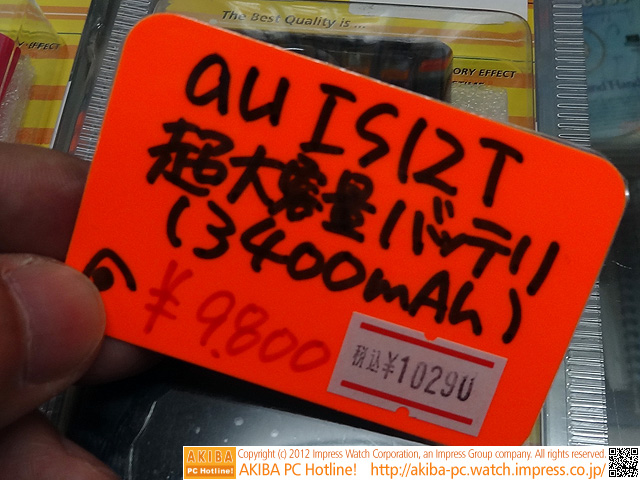 The Best Quality is ...
ORY EFFECT
au IS12T
超大容量バッテリ
(3400mAh)
¥9.800
税込¥10290
AKIBA
PC Hotline!
Copyright (c) 2012 Impress Watch Corporation, an Impress Group company. All rights reserved.
AKIBA PC Hotline! http://akiba-pc.watch.impress.co.jp/